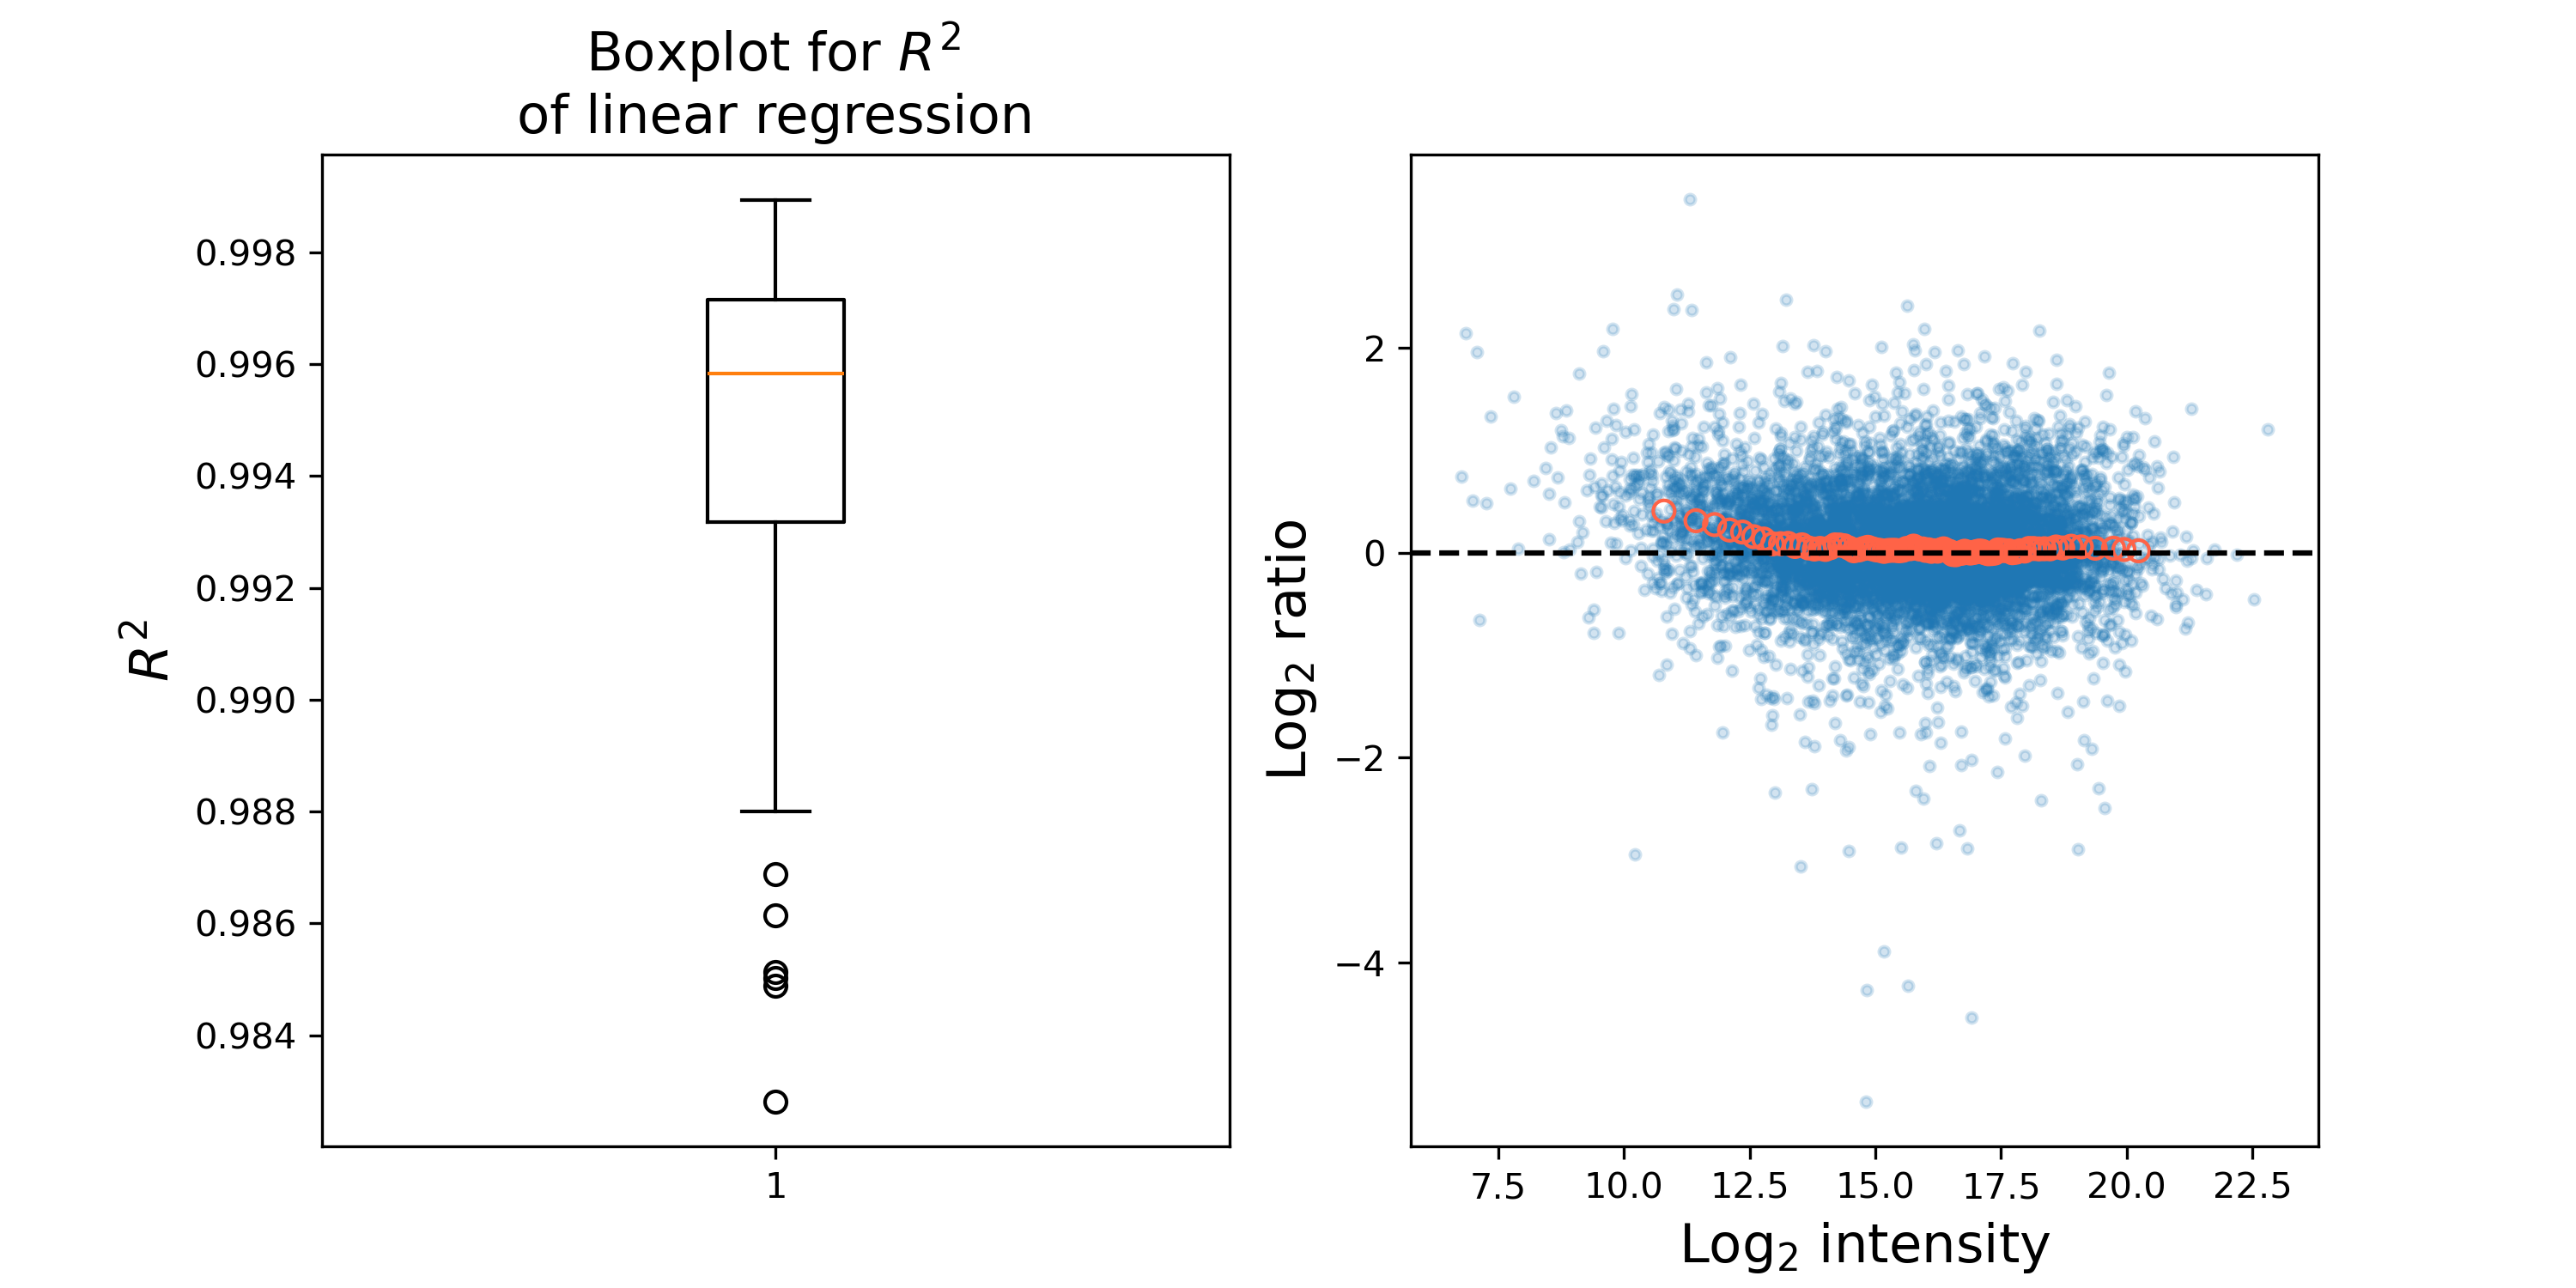 Boxplot for R²
of linear regression
R²
0.998
0.996
0.994
0.992
0.990
0.988
0.986
0.984
1
Log₂ ratio
2
0
−2
−4
7.5 10.0 12.5 15.0 17.5 20.0 22.5
Log₂ intensity